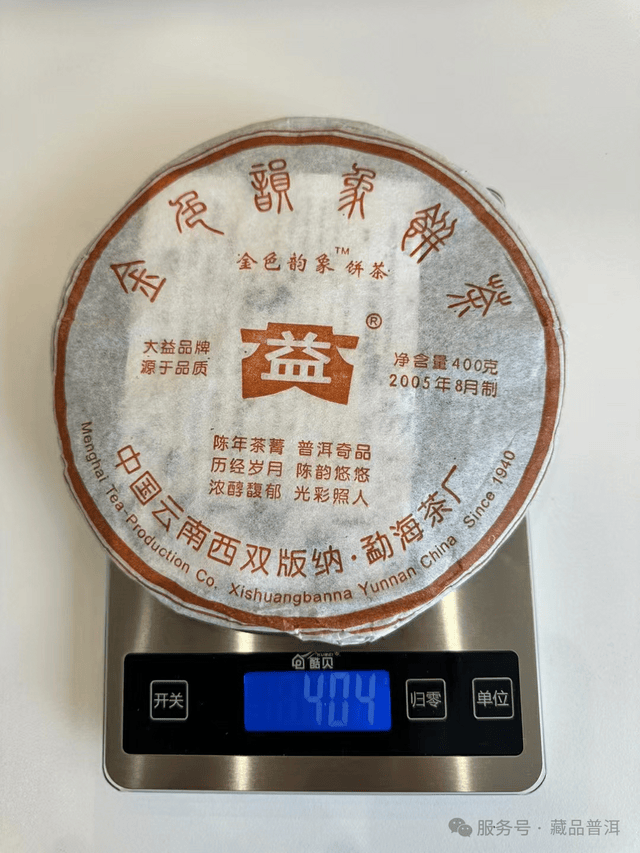 金色韻象餅茶
金色韵象™饼茶
大益品牌
源于品质
益®
净含量400克
2005年8月制
陈年茶菁 普洱奇品
历经岁月 陈韵悠悠
浓醇馥郁 光彩照人
中国云南西双版纳·勐海茶厂
Menghai Tea Production Co. Xishuangbanna Yunnan China Since 1940
酷贝
开关
404
归零
单位
服务号·藏品普洱